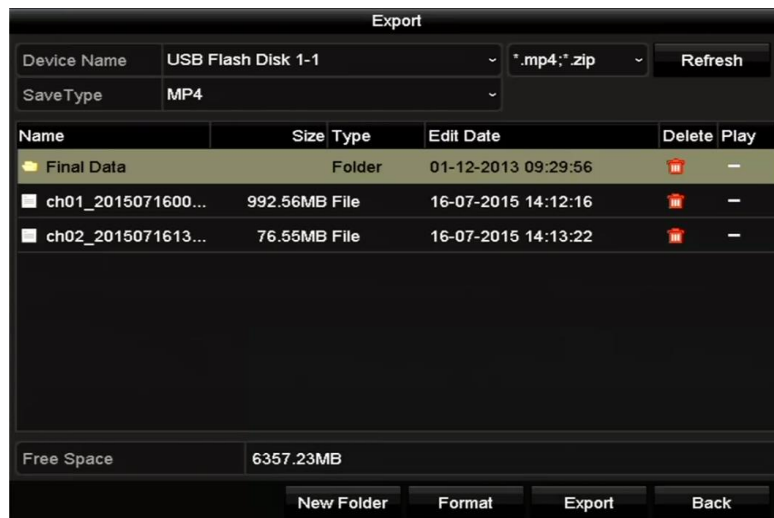 Export
Device Name USB Flash Disk 1-1 *.mp4;*.zip Refresh
SaveType MP4
Name Size Type Edit Date Delete Play
Final Data Folder 01-12-2013 09:29:56
ch01_2015071600... 992.56MB File 16-07-2015 14:12:16
ch02_2015071613... 76.55MB File 16-07-2015 14:13:22
Free Space 6357.23MB
New Folder Format Export Back